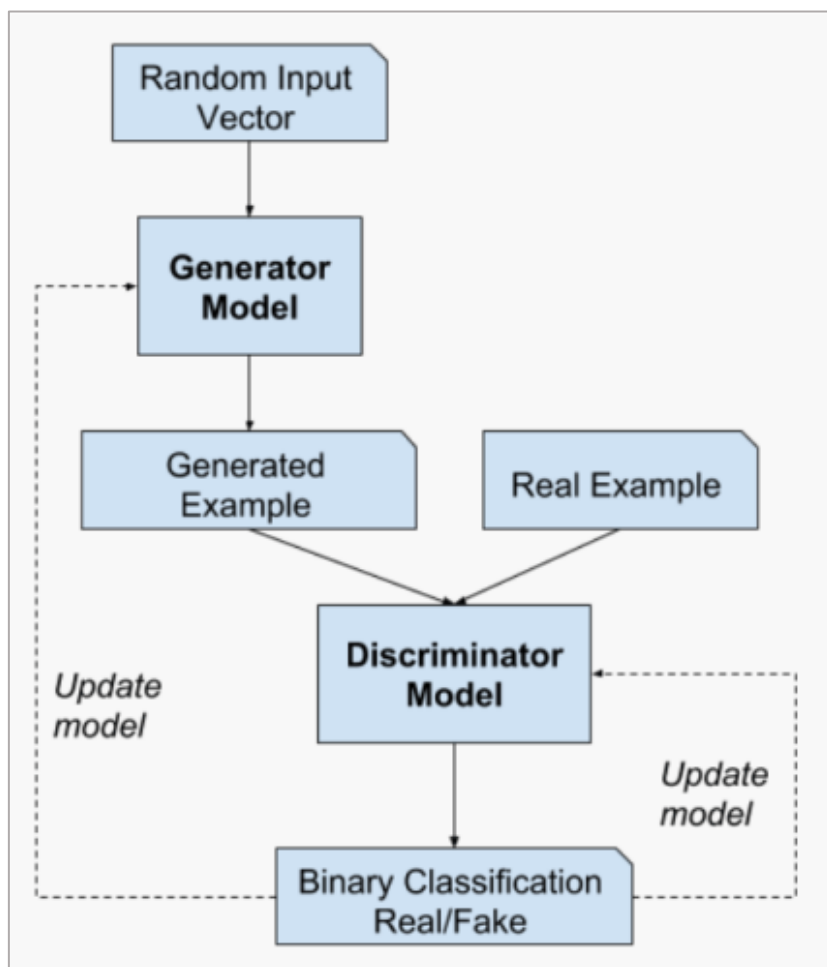 Random Input
Vector
Generator
Model
Generated
Example
Real Example
Discriminator
Model
Update
model
Update
model
Binary Classification
Real/Fake